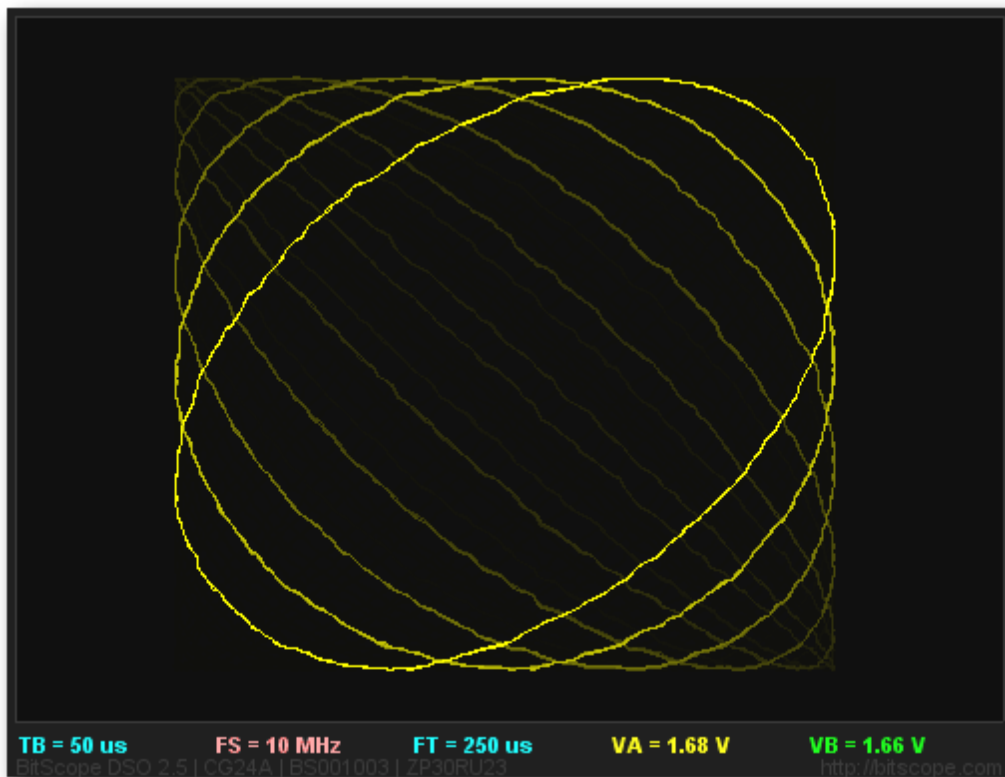 TB = 50 us FS = 10 MHz FT = 250 us VA = 1.68 V VB = 1.66 V
BitScope DSO 2.5 | CG24A | BS001003 | ZP30RU23 http://bitscope.com